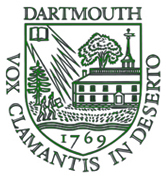 DARTMOUTH
VOX CLAMANTIS IN DESERTO
1769